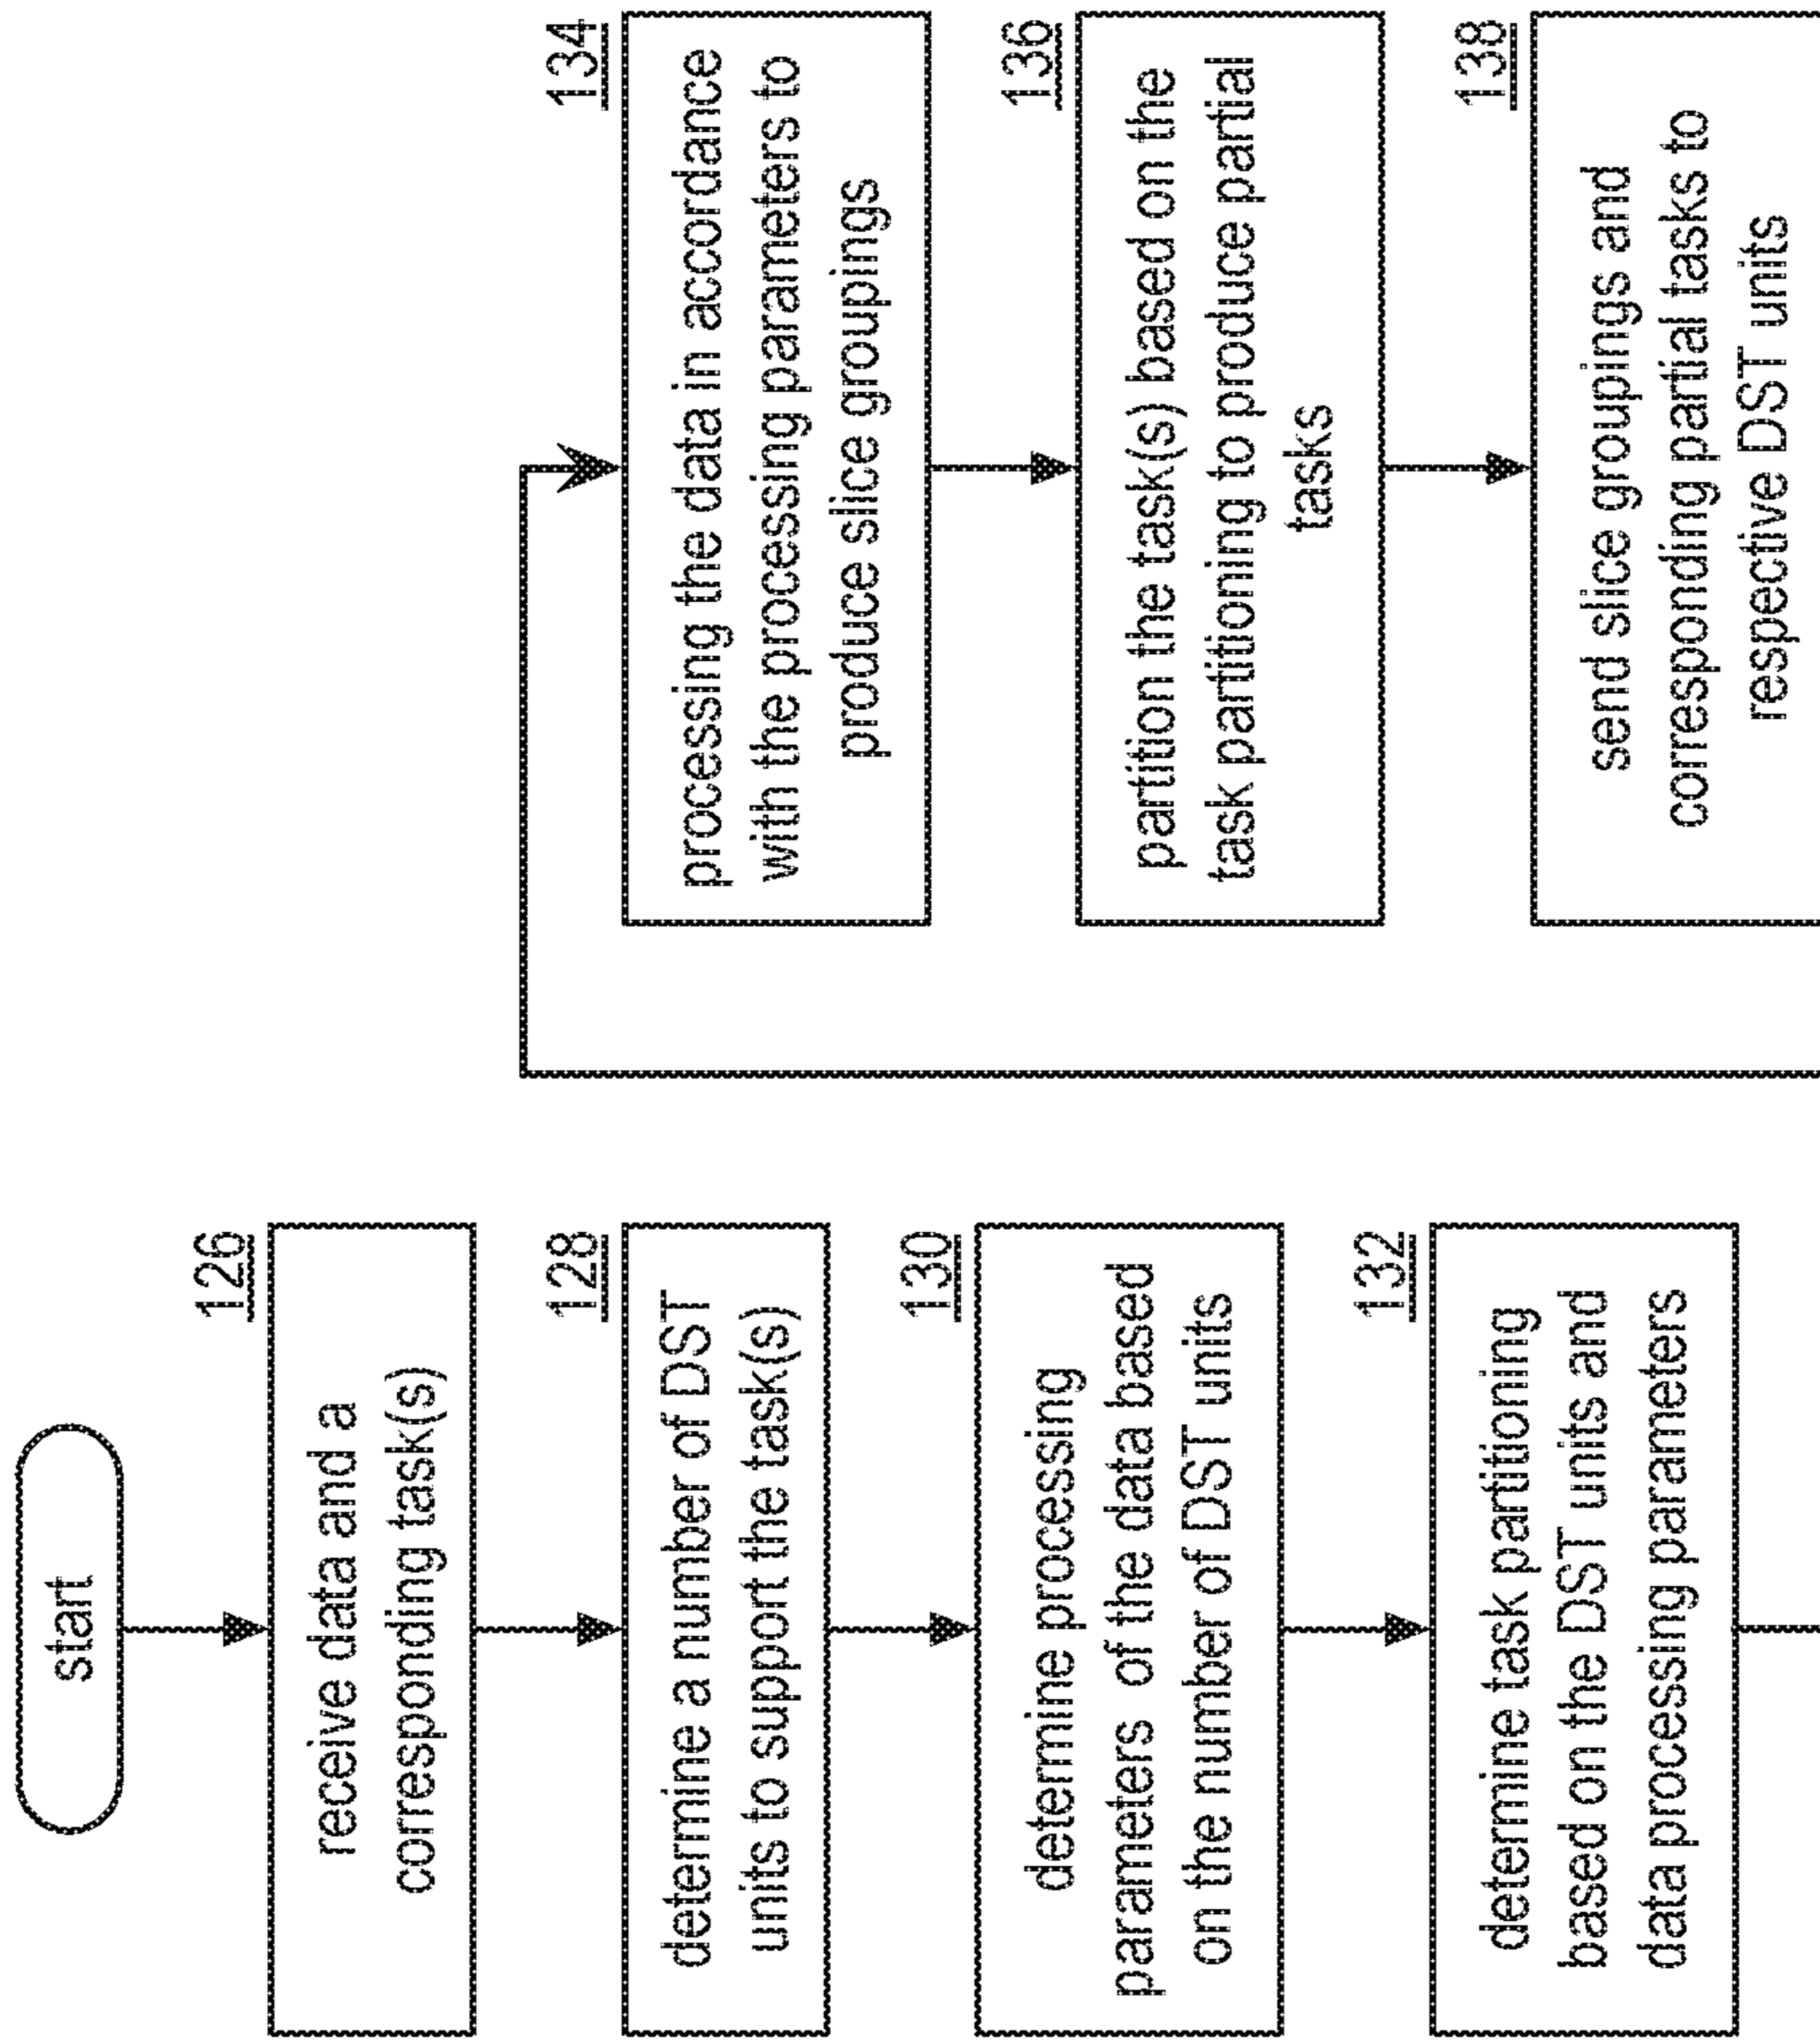 start
126
receive data and a
corresponding task(s)
128
determine a number of DST
units to support the task(s)
130
determine processing
parameters of the data based
on the number of DST units
132
determine task partitioning
based on the DST units and
data processing parameters
134
processing the data in accordance
with the processing parameters to
produce slice groupings
136
partition the task(s) based on the
task partitioning to produce partial
tasks
138
send slice groupings and
corresponding partial tasks to
respective DST units